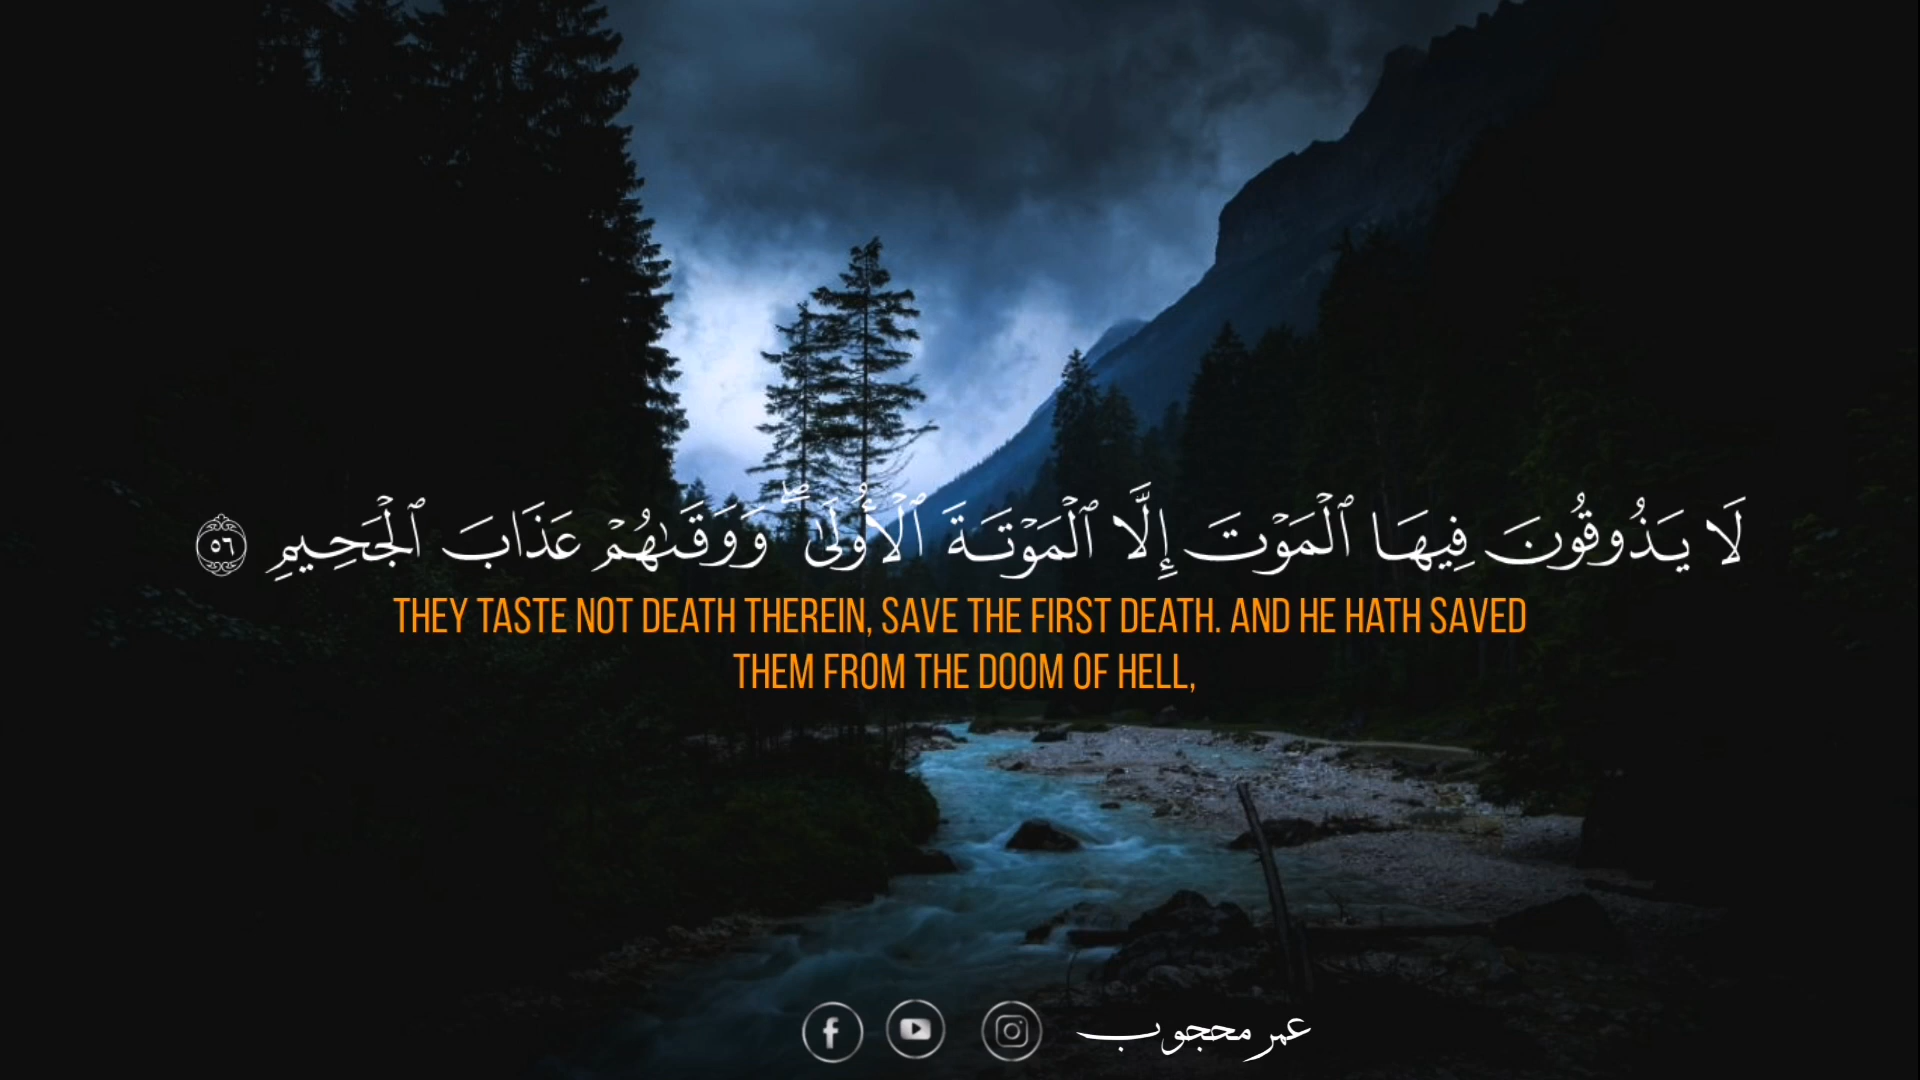 لَا يَذُوقُونَ فِيهَا ٱلْمَوْتَ إِلَّا ٱلْمَوْتَةَ ٱلْأُولَىٰ ۖ وَوَقَىٰهُمْ عَذَابَ ٱلْجَحِيمِ ٥٦
THEY TASTE NOT DEATH THEREIN, SAVE THE FIRST DEATH. AND HE HATH SAVED
THEM FROM THE DOOM OF HELL,
عمر محجوب